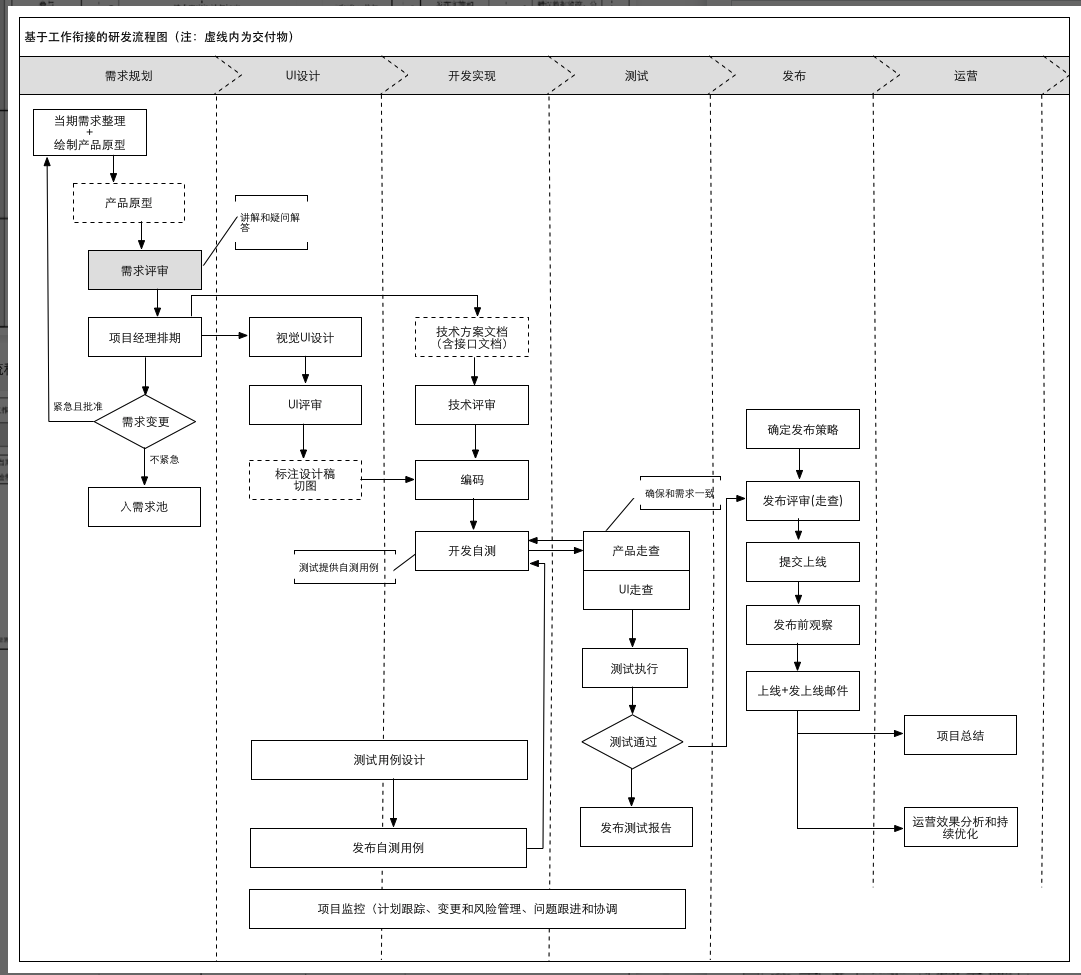 基于工作衔接的研发流程图（注：虚线内为交付物）
需求规划
UI设计
开发实现
测试
发布
运营
当期需求整理
+
绘制产品原型
产品原型
讲解和疑问解
答
需求评审
项目经理排期
视觉UI设计
技术方案文档
（含接口文档）
UI评审
技术评审
紧急且批准
需求变更
不紧急
入需求池
标注设计稿
切图
编码
确保和需求一致
确定发布策略
发布评审(走查)
测试提供自测用例
开发自测
产品走查
UI走查
提交上线
发布前观察
测试执行
上线+发上线邮件
测试通过
项目总结
测试用例设计
发布测试报告
运营效果分析和持
续优化
发布自测用例
项目监控（计划跟踪、变更和风险管理、问题跟进和协调